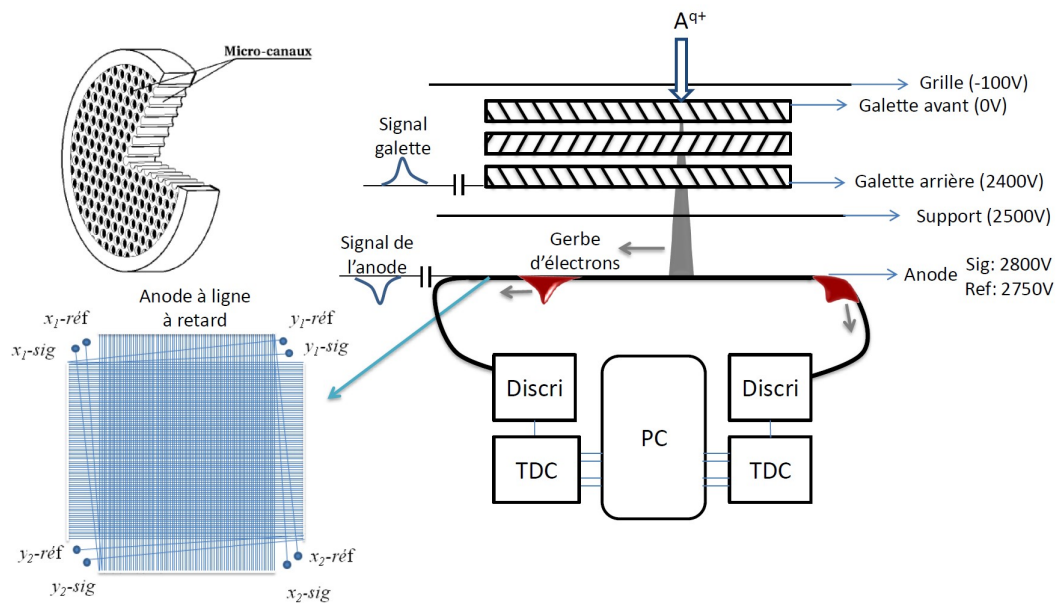 Micro-canaux
A^q+
Grille (-100V)
Galette avant (0V)
Signal
galette
Galette arrière (2400V)
Support (2500V)
Signal de
l'anode
Gerbe
d'électrons
Anode
Sig: 2800V
Ref: 2750V
Anode à ligne
à retard
x1-réf
y1-réf
x1-sig
y1-sig
Discri
Discri
PC
TDC
TDC
y2-réf
x2-réf
y2-sig
x2-sig